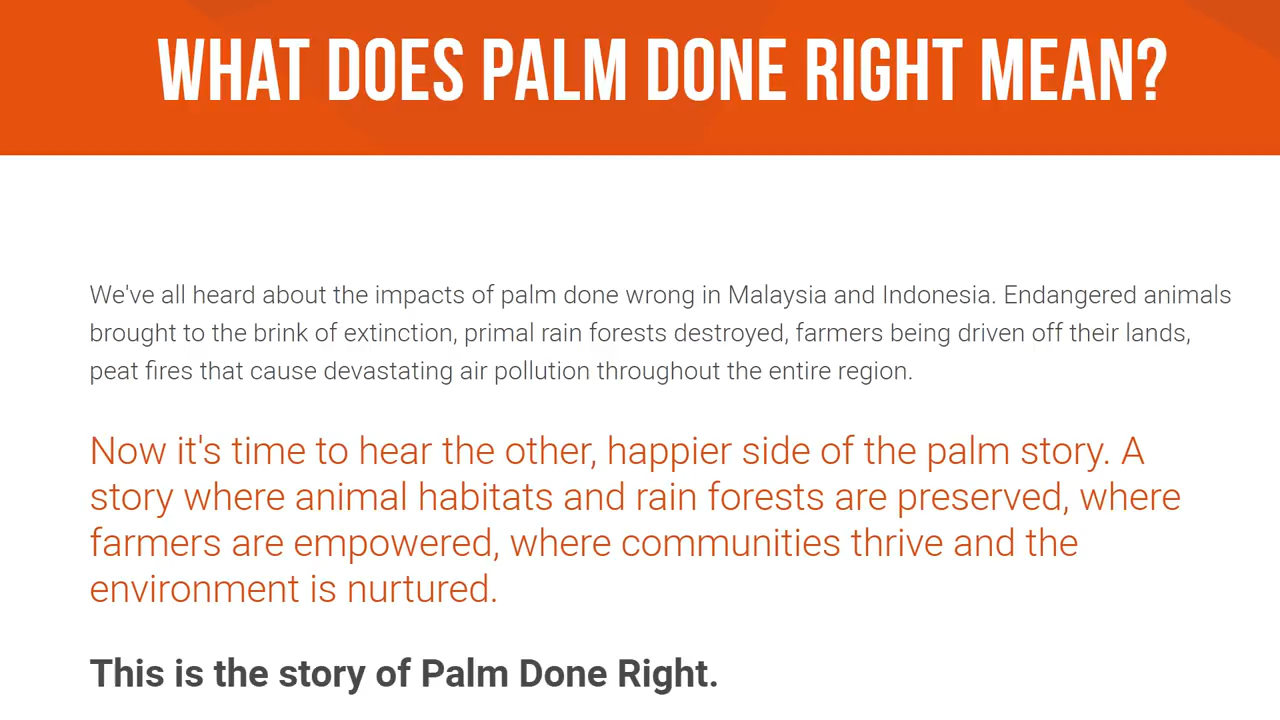 WHAT DOES PALM DONE RIGHT MEAN?
We've all heard about the impacts of palm done wrong in Malaysia and Indonesia. Endangered animals
brought to the brink of extinction, primal rain forests destroyed, farmers being driven off their lands,
peat fires that cause devastating air pollution throughout the entire region.
Now it's time to hear the other, happier side of the palm story. A
story where animal habitats and rain forests are preserved, where
farmers are empowered, where communities thrive and the
environment is nurtured.
This is the story of Palm Done Right.